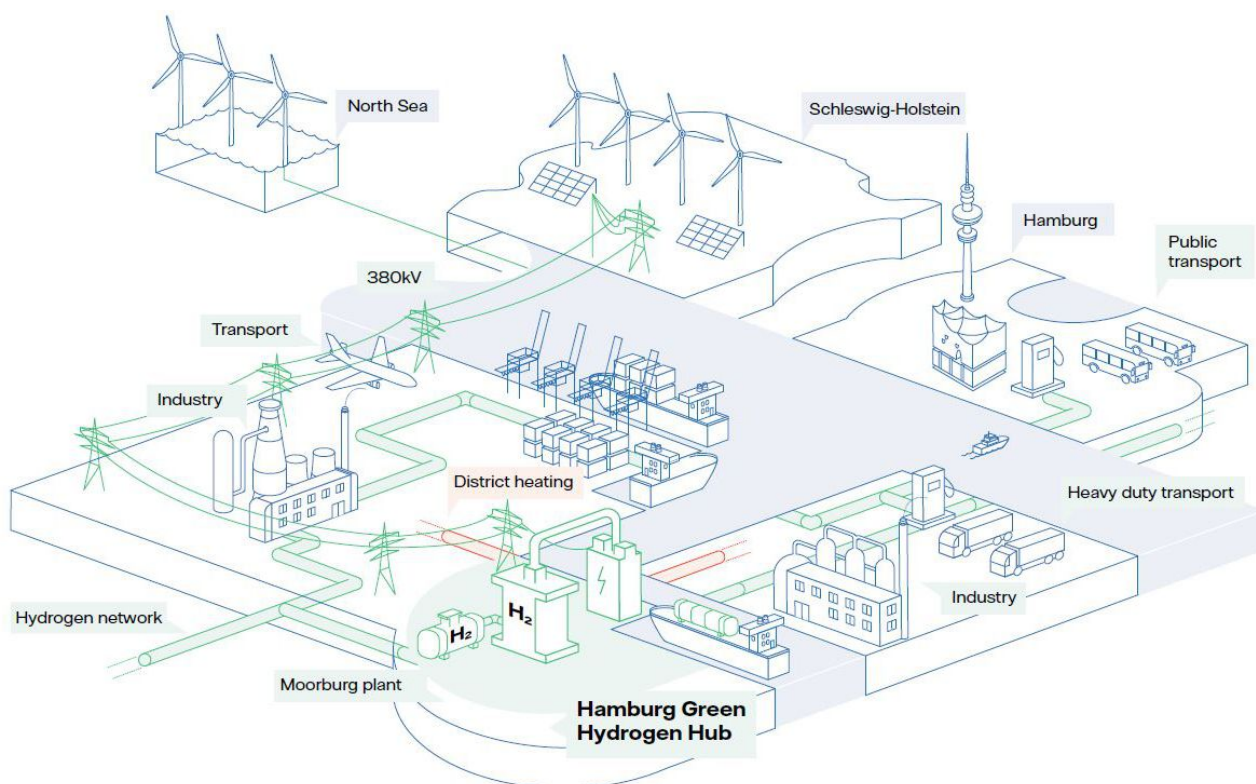 North Sea
Schleswig-Holstein
Hamburg
Public
transport
380kV
Transport
Industry
District heating
Heavy duty transport
Hydrogen network
H2
H2
Industry
Moorburg plant
Hamburg Green
Hydrogen Hub